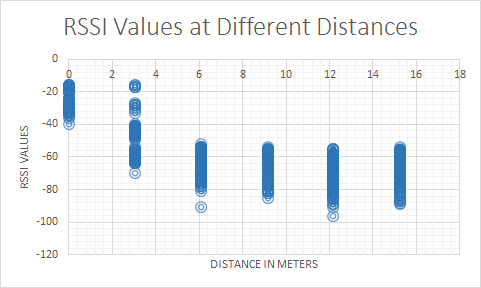 RSSI Values at Different Distances
0
0 2 4 6 8 10 12 14 16 18
-20
-40
-60
-80
-100
-120
RSSI VALUES
DISTANCE IN METERS